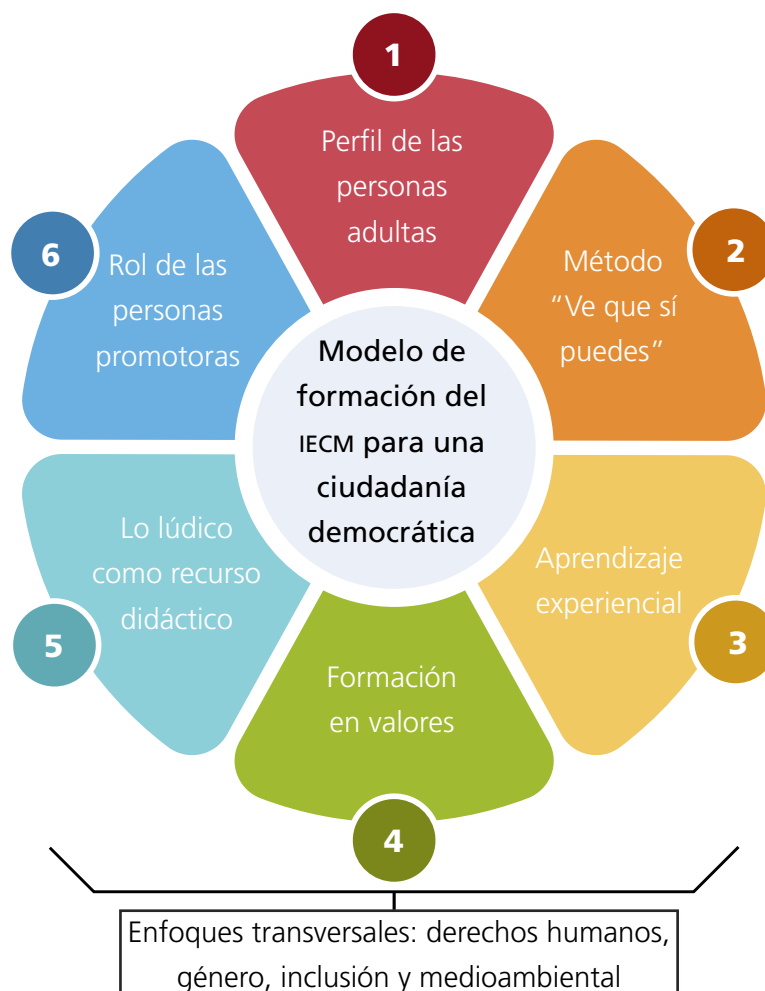 1
Perfil de las
personas
adultas
2
Método
“Ve que sí
puedes”
3
Aprendizaje
experiencial
4
Formación
en valores
5
Lo lúdico
como recurso
didáctico
6
Rol de las
personas
promotoras
Modelo de
formación del
IECM para una
ciudadanía
democrática
Enfoques transversales: derechos humanos,
género, inclusión y medioambiental